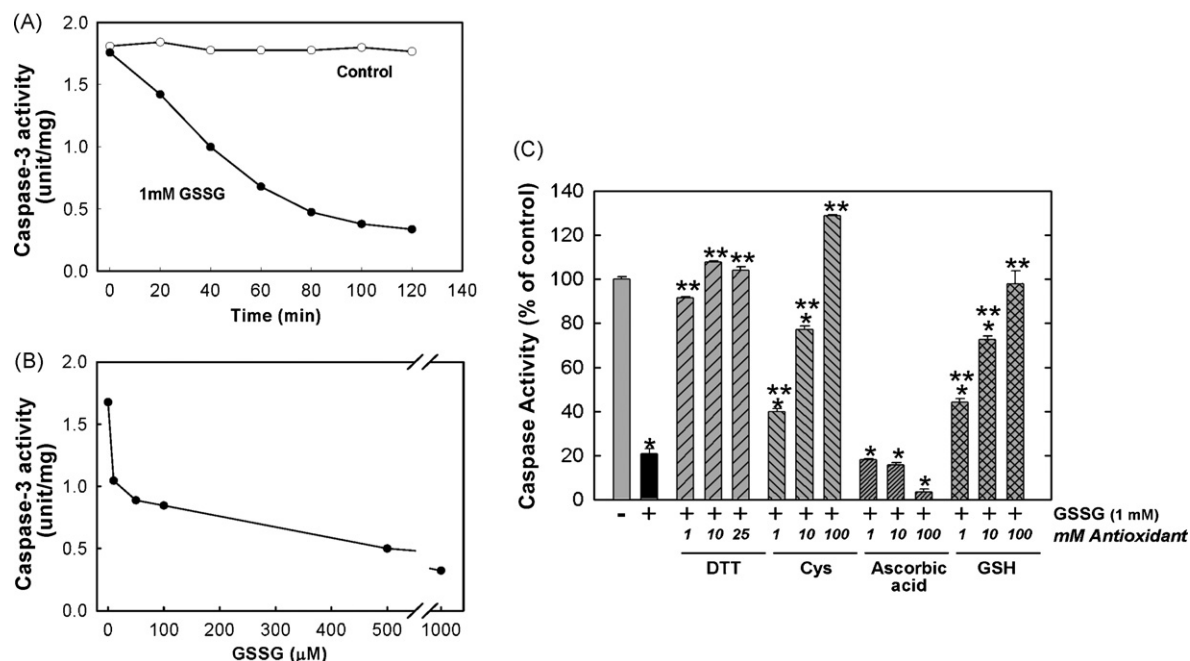 (A)
2.0
1.5
1.0
0.5
0.0
Caspase-3 activity
(unit/mg)
Control
1mM GSSG
0 20 40 60 80 100 120 140
Time (min)
(B)
2.0
1.5
1.0
0.5
0.0
Caspase-3 activity
(unit/mg)
0 100 200 300 400 500 1000
GSSG (μM)
(C)
140
120
100
80
60
40
20
0
Caspase Activity (% of control)
* ** ** ** ** * ** * ** * * * ** * ** * **
- + + + + + + + + + + + + + GSSG (1 mM)
1 10 25 1 10 100 1 10 100 1 10 100 mM Antioxidant
DTT Cys Ascorbic acid GSH